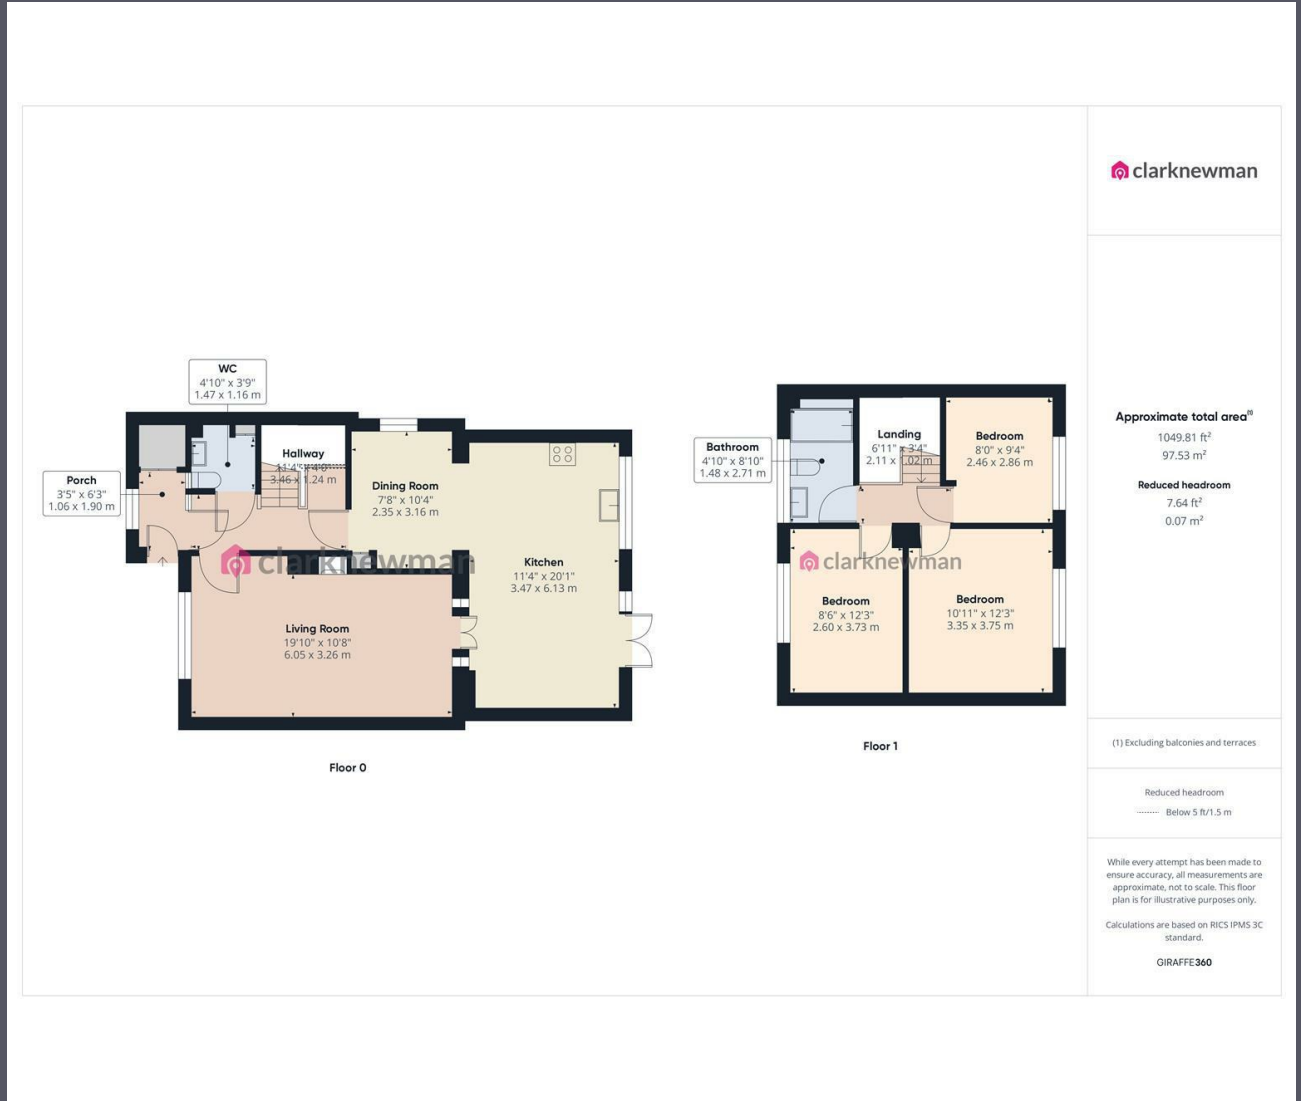 clarknewman
WC
4'10" x 3'9"
1.47 x 1.16 m
Porch
3'5" x 6'3"
1.06 x 1.90 m
Hallway
3.46 x 1.24 m
Dining Room
7'8" x 10'4"
2.35 x 3.16 m
Kitchen
11'4" x 20'1"
3.47 x 6.13 m
clarknewman
Living Room
19'10" x 10'8"
6.05 x 3.26 m
Floor 0
Bathroom
4'10" x 8'10"
1.48 x 2.71 m
Landing
6'11" x 3'4"
2.11 x 1.02 m
Bedroom
8'0" x 9'4"
2.46 x 2.86 m
clarknewman
Bedroom
8'6" x 12'3"
2.60 x 3.73 m
Bedroom
10'11" x 12'3"
3.35 x 3.75 m
Floor 1
Approximate total area(1)
1049.81 ft²
97.53 m²
Reduced headroom
7.64 ft²
0.07 m²
(1) Excluding balconies and terraces
Reduced headroom
Below 5 ft/1.5 m
While every attempt has been made to
ensure accuracy, all measurements are
approximate, not to scale. This floor
plan is for illustrative purposes only.
Calculations are based on RICS IPMS 3C
standard.
GIRAFFE360